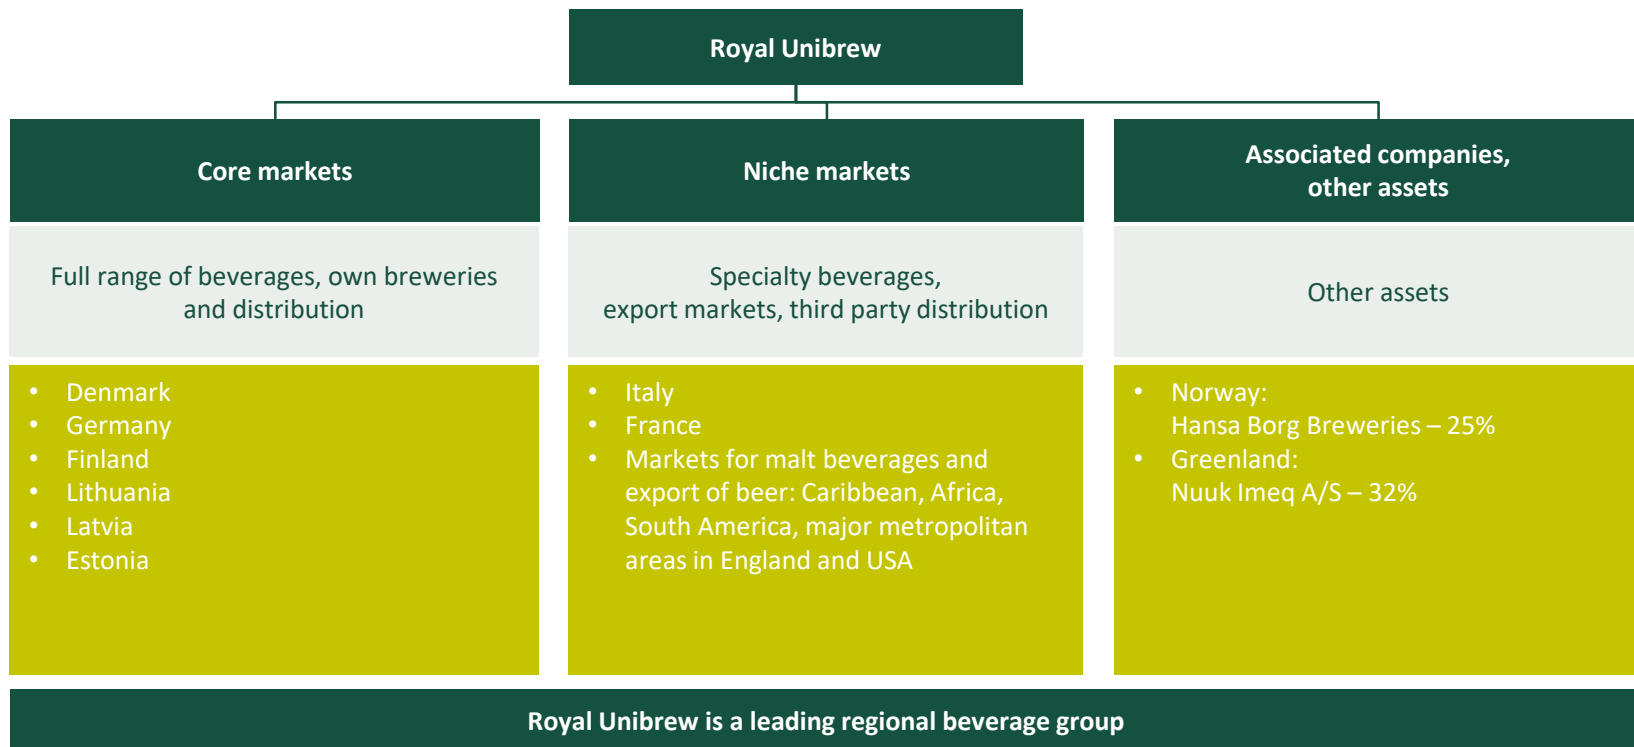 Royal Unibrew
Core markets
Full range of beverages, own breweries
and distribution
• Denmark
• Germany
• Finland
• Lithuania
• Latvia
• Estonia
Niche markets
Specialty beverages,
export markets, third party distribution
• Italy
• France
• Markets for malt beverages and
export of beer: Caribbean, Africa,
South America, major metropolitan
areas in England and USA
Associated companies,
other assets
Other assets
• Norway:
Hansa Borg Breweries – 25%
• Greenland:
Nuuk Imeq A/S – 32%
Royal Unibrew is a leading regional beverage group